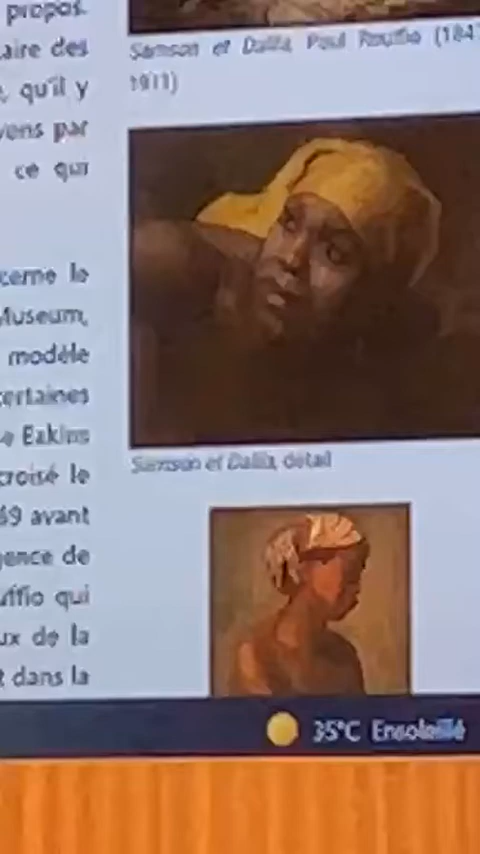 propos.
aire des
, qu'il y
vens par
ce qui
cerne le
Museum,
modèle
certaines
e Eakins
croisé le
69 avant
gence de
uffio qui
ux de la
t dans la
Samson et Dalila, Paul Rouffio (184
1911)
Samson et Dalila, détail
35°C Ensoleillé